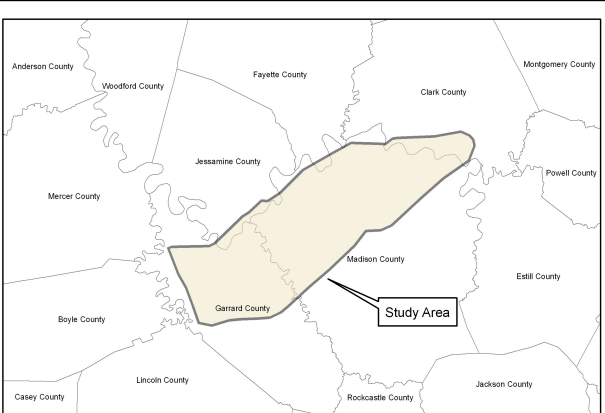 Anderson County
Woodford County
Fayette County
Montgomery County
Clark County
Jessamine County
Powell County
Mercer County
Madison County
Estill County
Garrard County
Study Area
Boyle County
Lincoln County
Jackson County
Casey County
Rockcastle County